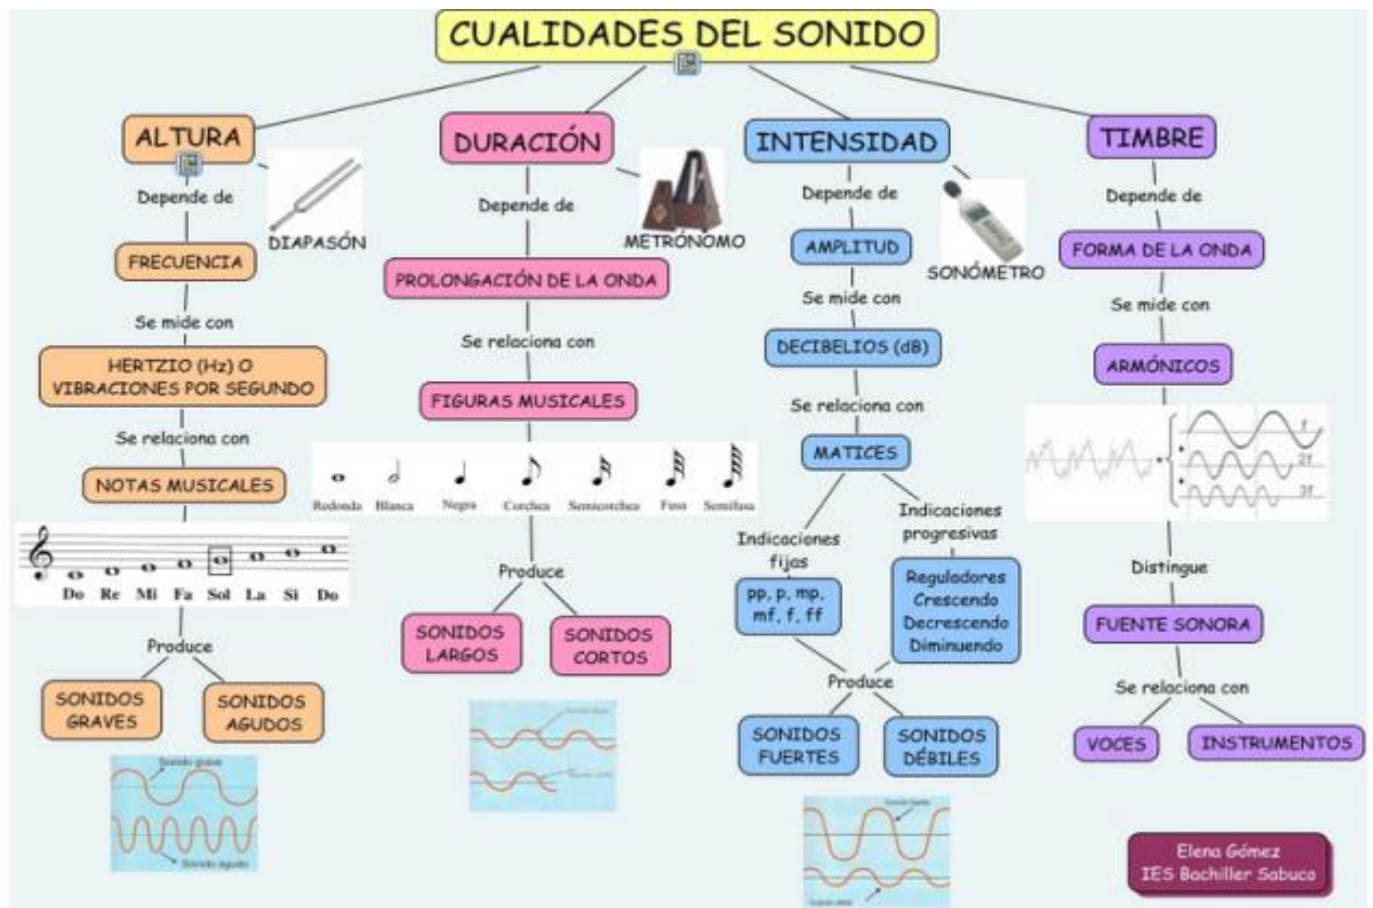 CUALIDADES DEL SONIDO
ALTURA
DIAPASÓN
Depende de
FRECUENCIA
Se mide con
HERTZIO (Hz) O
VIBRACIONES POR SEGUNDO
Se relaciona con
NOTAS MUSICALES
Do Re Mi Fa Sol La Si Do
Produce
SONIDOS
GRAVES
SONIDOS
AGUDOS
Sonido grave
Sonido agudo
DURACIÓN
METRÓNOMO
Depende de
PROLONGACIÓN DE LA ONDA
Se relaciona con
FIGURAS MUSICALES
Redonda Blanca Negra Corchea Semicorchea Fusa Semifusa
Produce
SONIDOS
LARGOS
SONIDOS
CORTOS
INTENSIDAD
SONÓMETRO
Depende de
AMPLITUD
Se mide con
DECIBELIOS (dB)
Se relaciona con
MATICES
Indicaciones
fijas
pp, p, mp,
mf, f, ff
Indicaciones
progresivas
Reguladores
Crescendo
Decrescendo
Diminuendo
Produce
SONIDOS
FUERTES
SONIDOS
DÉBILES
TIMBRE
Depende de
FORMA DE LA ONDA
Se mide con
ARMÓNICOS
f
2f
3f
Distingue
FUENTE SONORA
Se relaciona con
VOCES
INSTRUMENTOS
Elena Gómez
IES Bachiller Sabuco